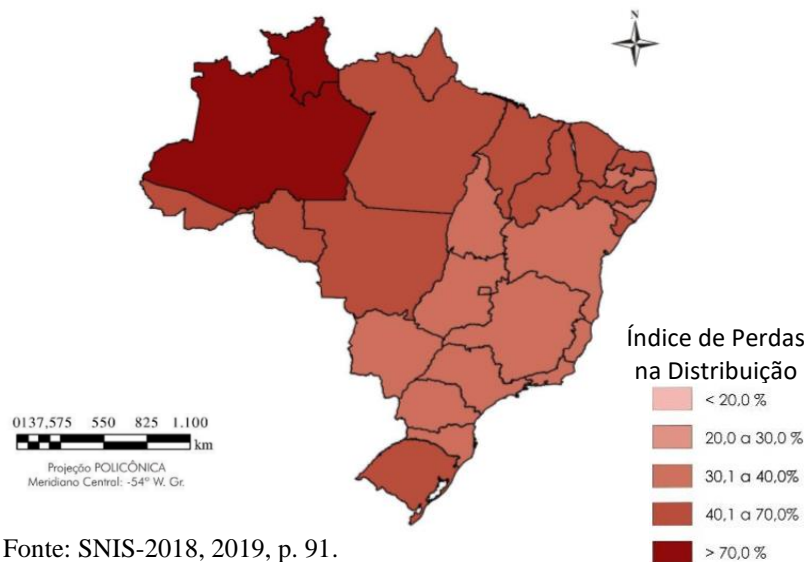 N
Índice de Perdas
na Distribuição
< 20,0 %
20,0 a 30,0 %
30,1 a 40,0%
40,1 a 70,0%
> 70,0 %
0137,575 550 825 1.100
km
Projeção POLICÔNICA
Meridiano Central: -54º W. Gr.
Fonte: SNIS-2018, 2019, p. 91.